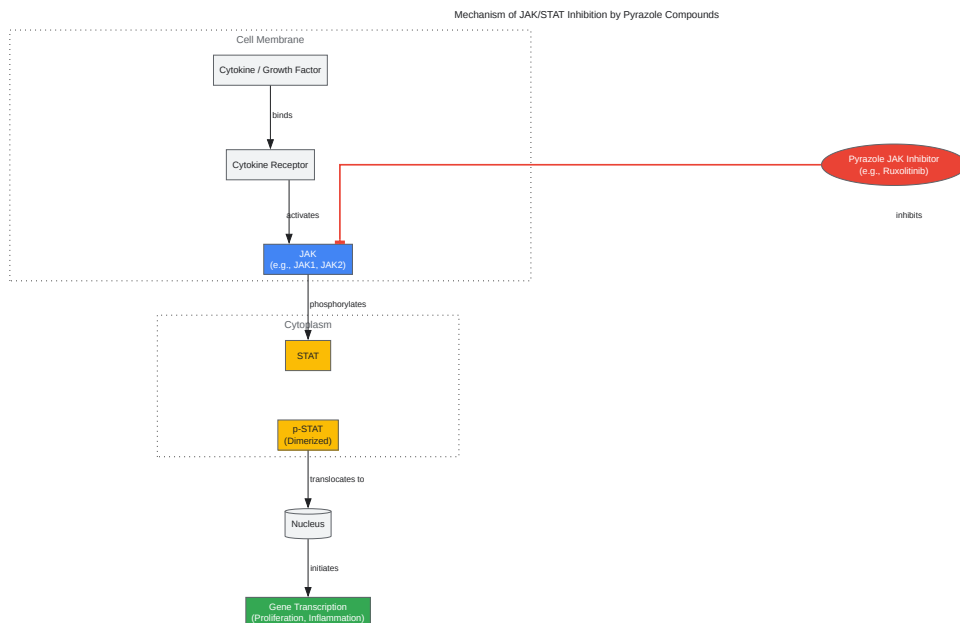 Mechanism of JAK/STAT Inhibition by Pyrazole Compounds
Cell Membrane
Cytokine / Growth Factor
binds
Cytokine Receptor
Pyrazole JAK Inhibitor
(e.g., Ruxolitinib)
activates
inhibits
JAK
(e.g., JAK1, JAK2)
phosphorylates
Cytoplasm
STAT
p-STAT
(Dimerized)
translocates to
Nucleus
initiates
Gene Transcription
(Proliferation, Inflammation)